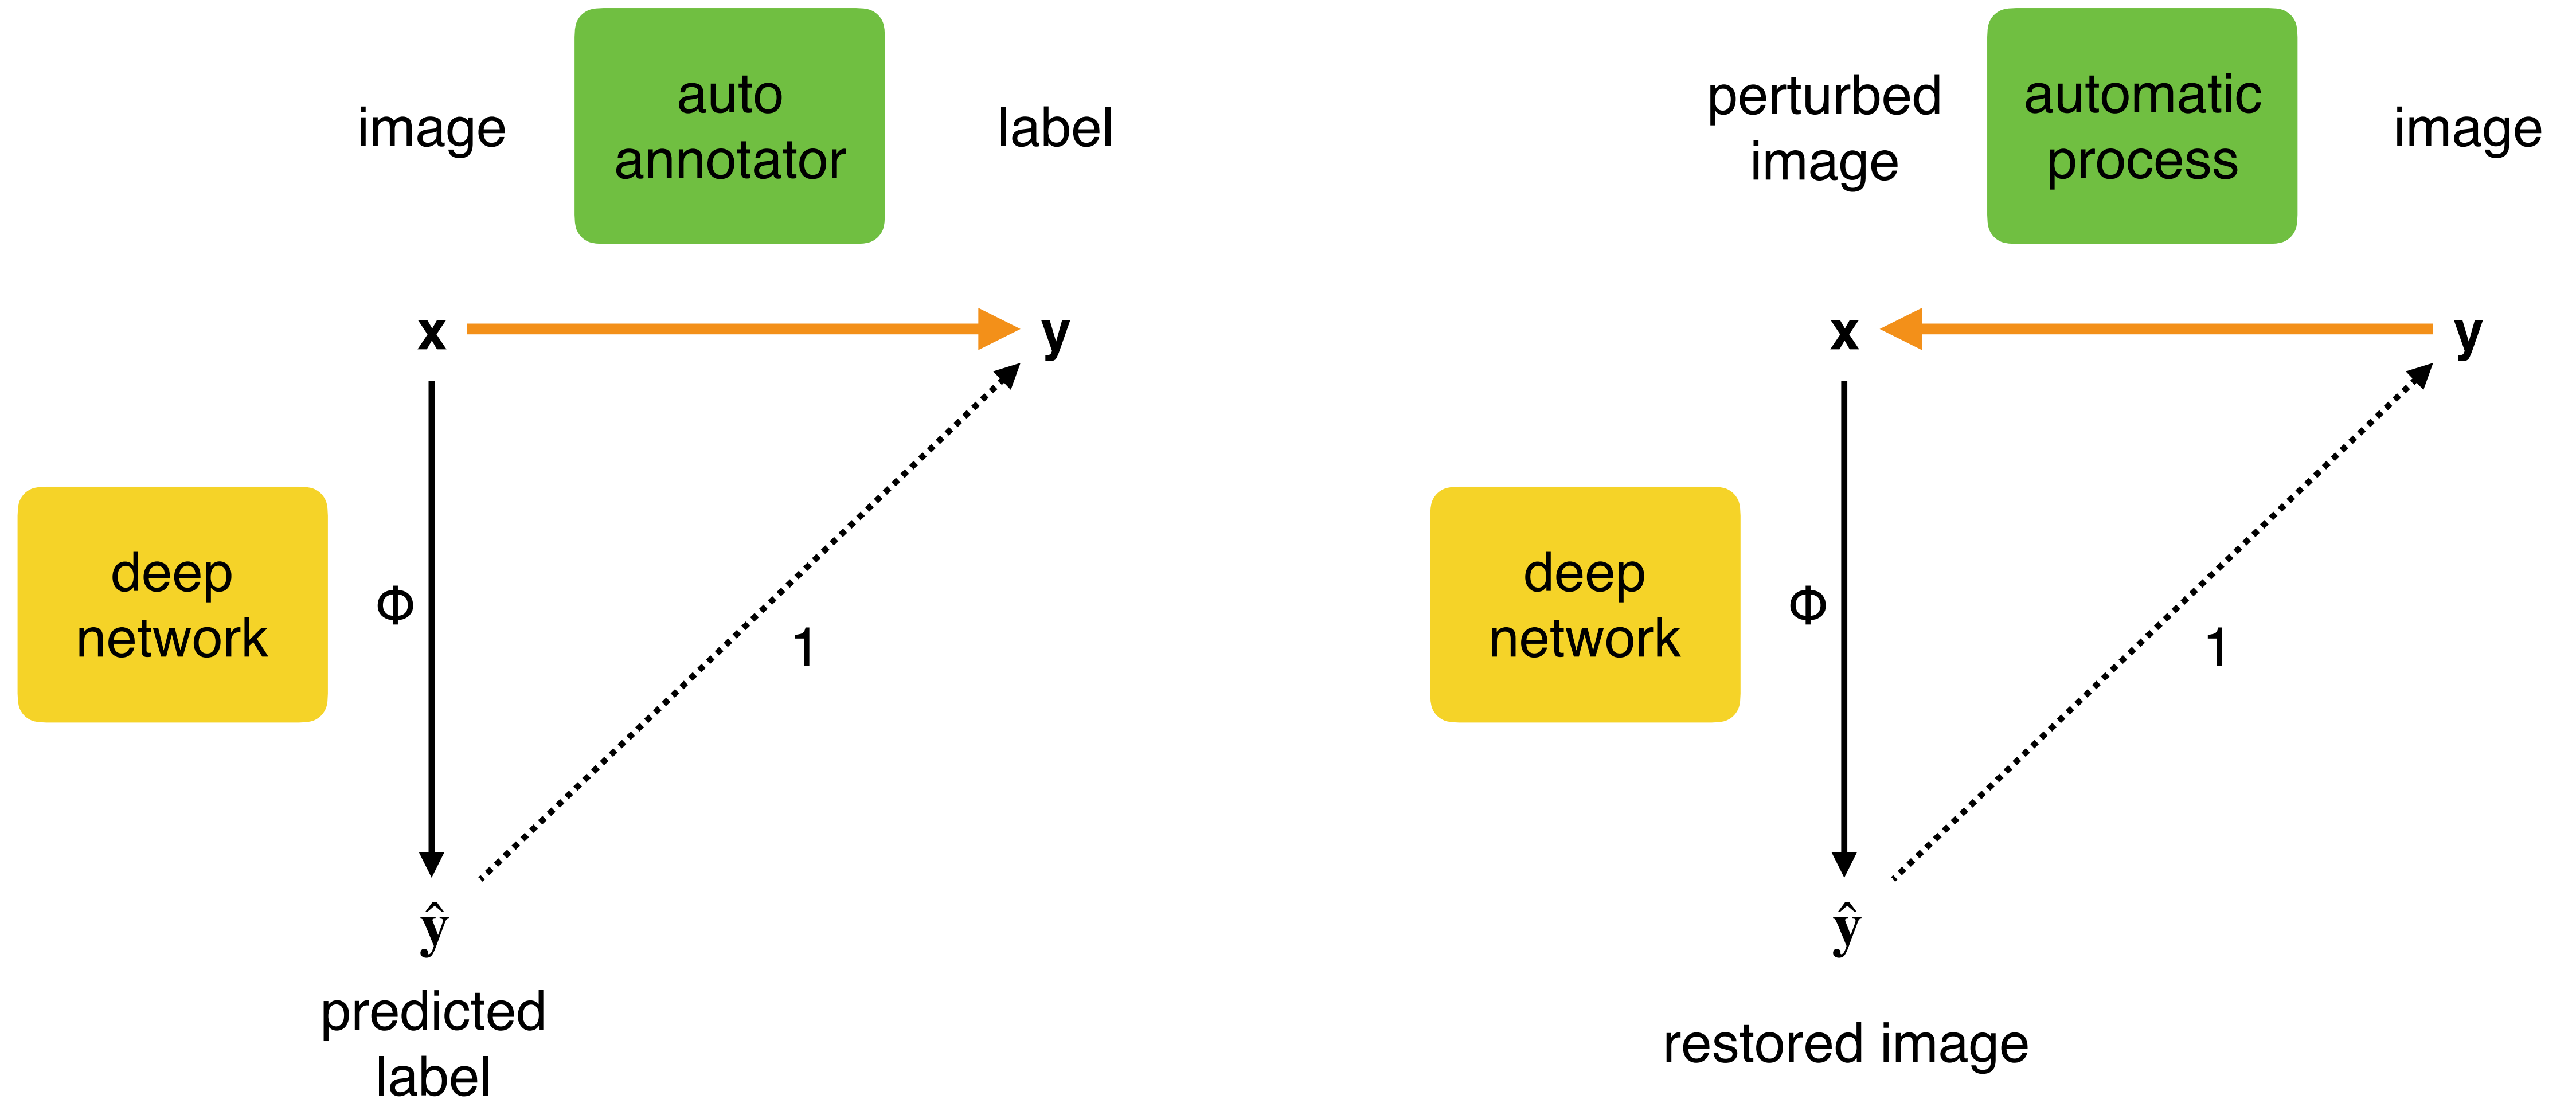 image
auto
annotator
label
x
y
deep
network
Φ
1
ŷ
predicted
label
perturbed
image
automatic
process
image
x
y
deep
network
Φ
1
ŷ
restored image